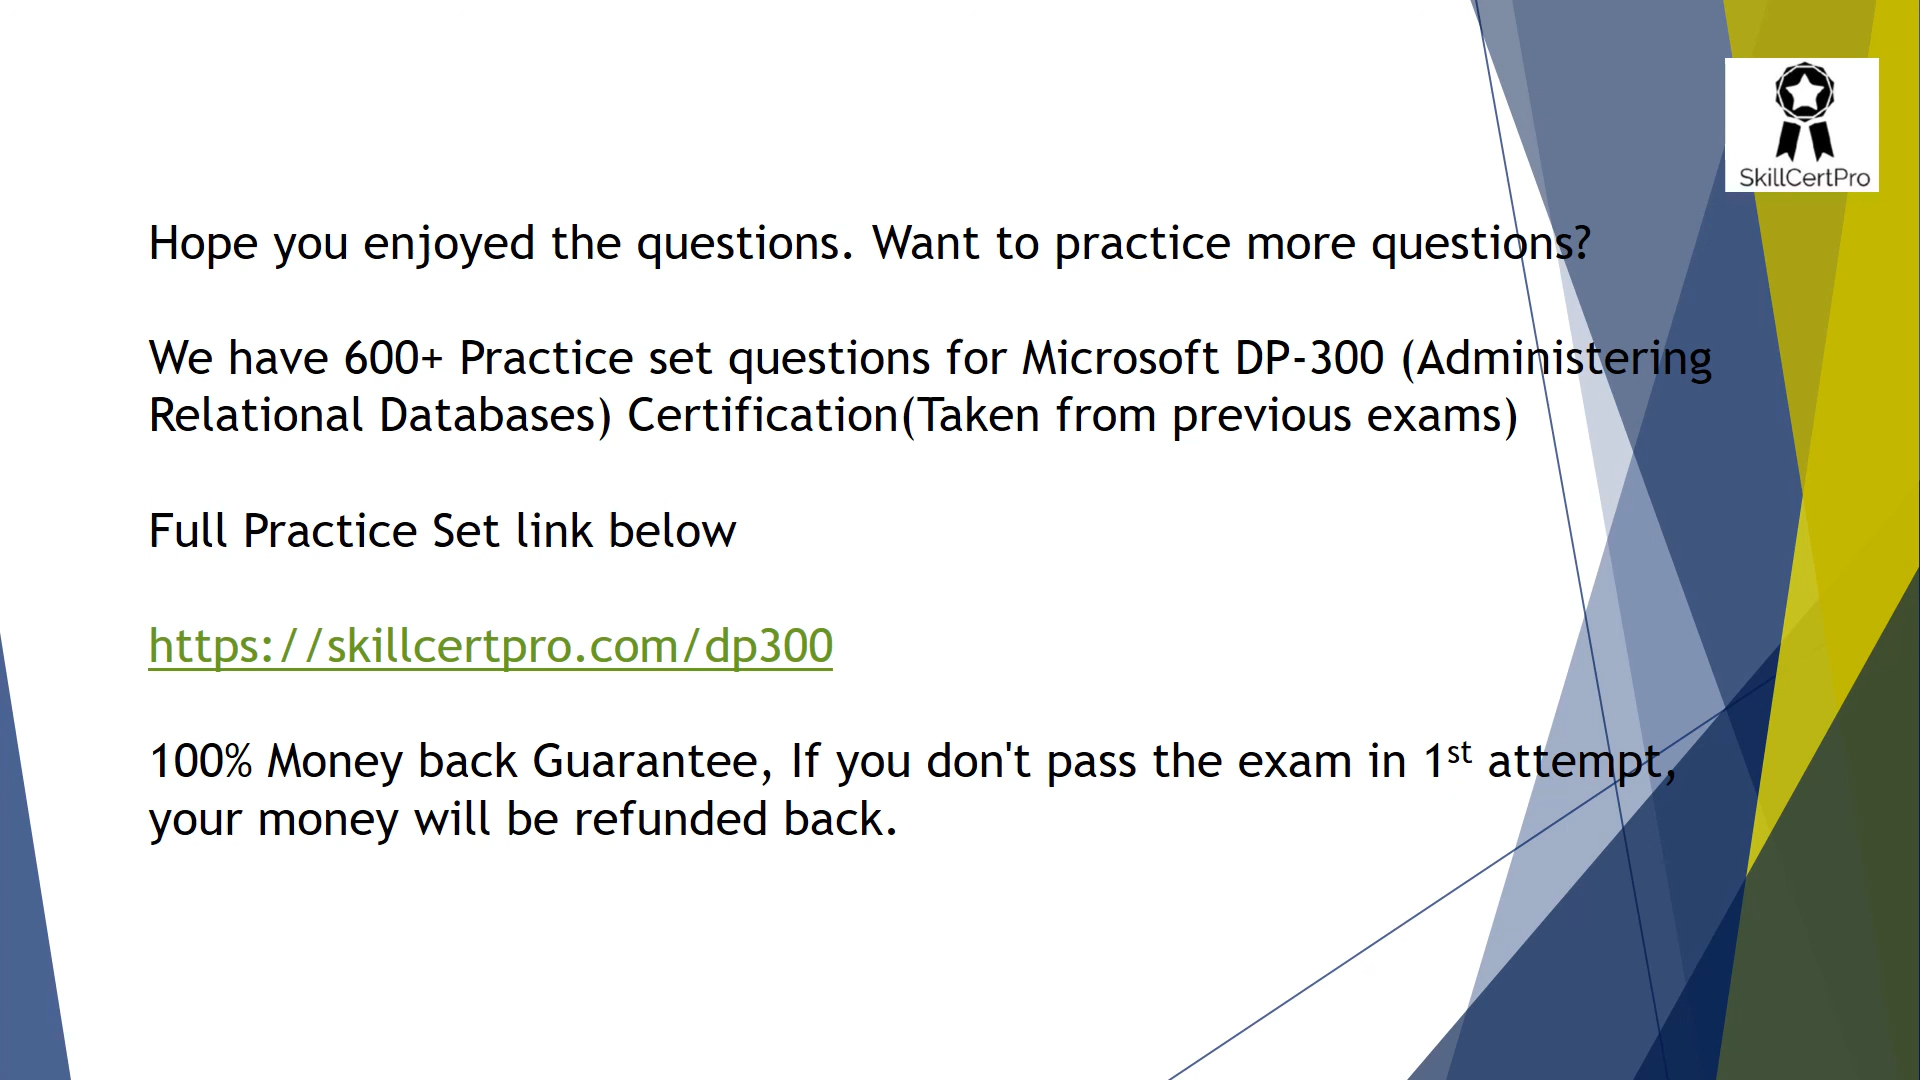 SkillCertPro
Hope you enjoyed the questions. Want to practice more questions?
We have 600+ Practice set questions for Microsoft DP-300 (Administering
Relational Databases) Certification(Taken from previous exams)
Full Practice Set link below
https://skillcertpro.com/dp300
100% Money back Guarantee, If you don't pass the exam in 1st attempt,
your money will be refunded back.